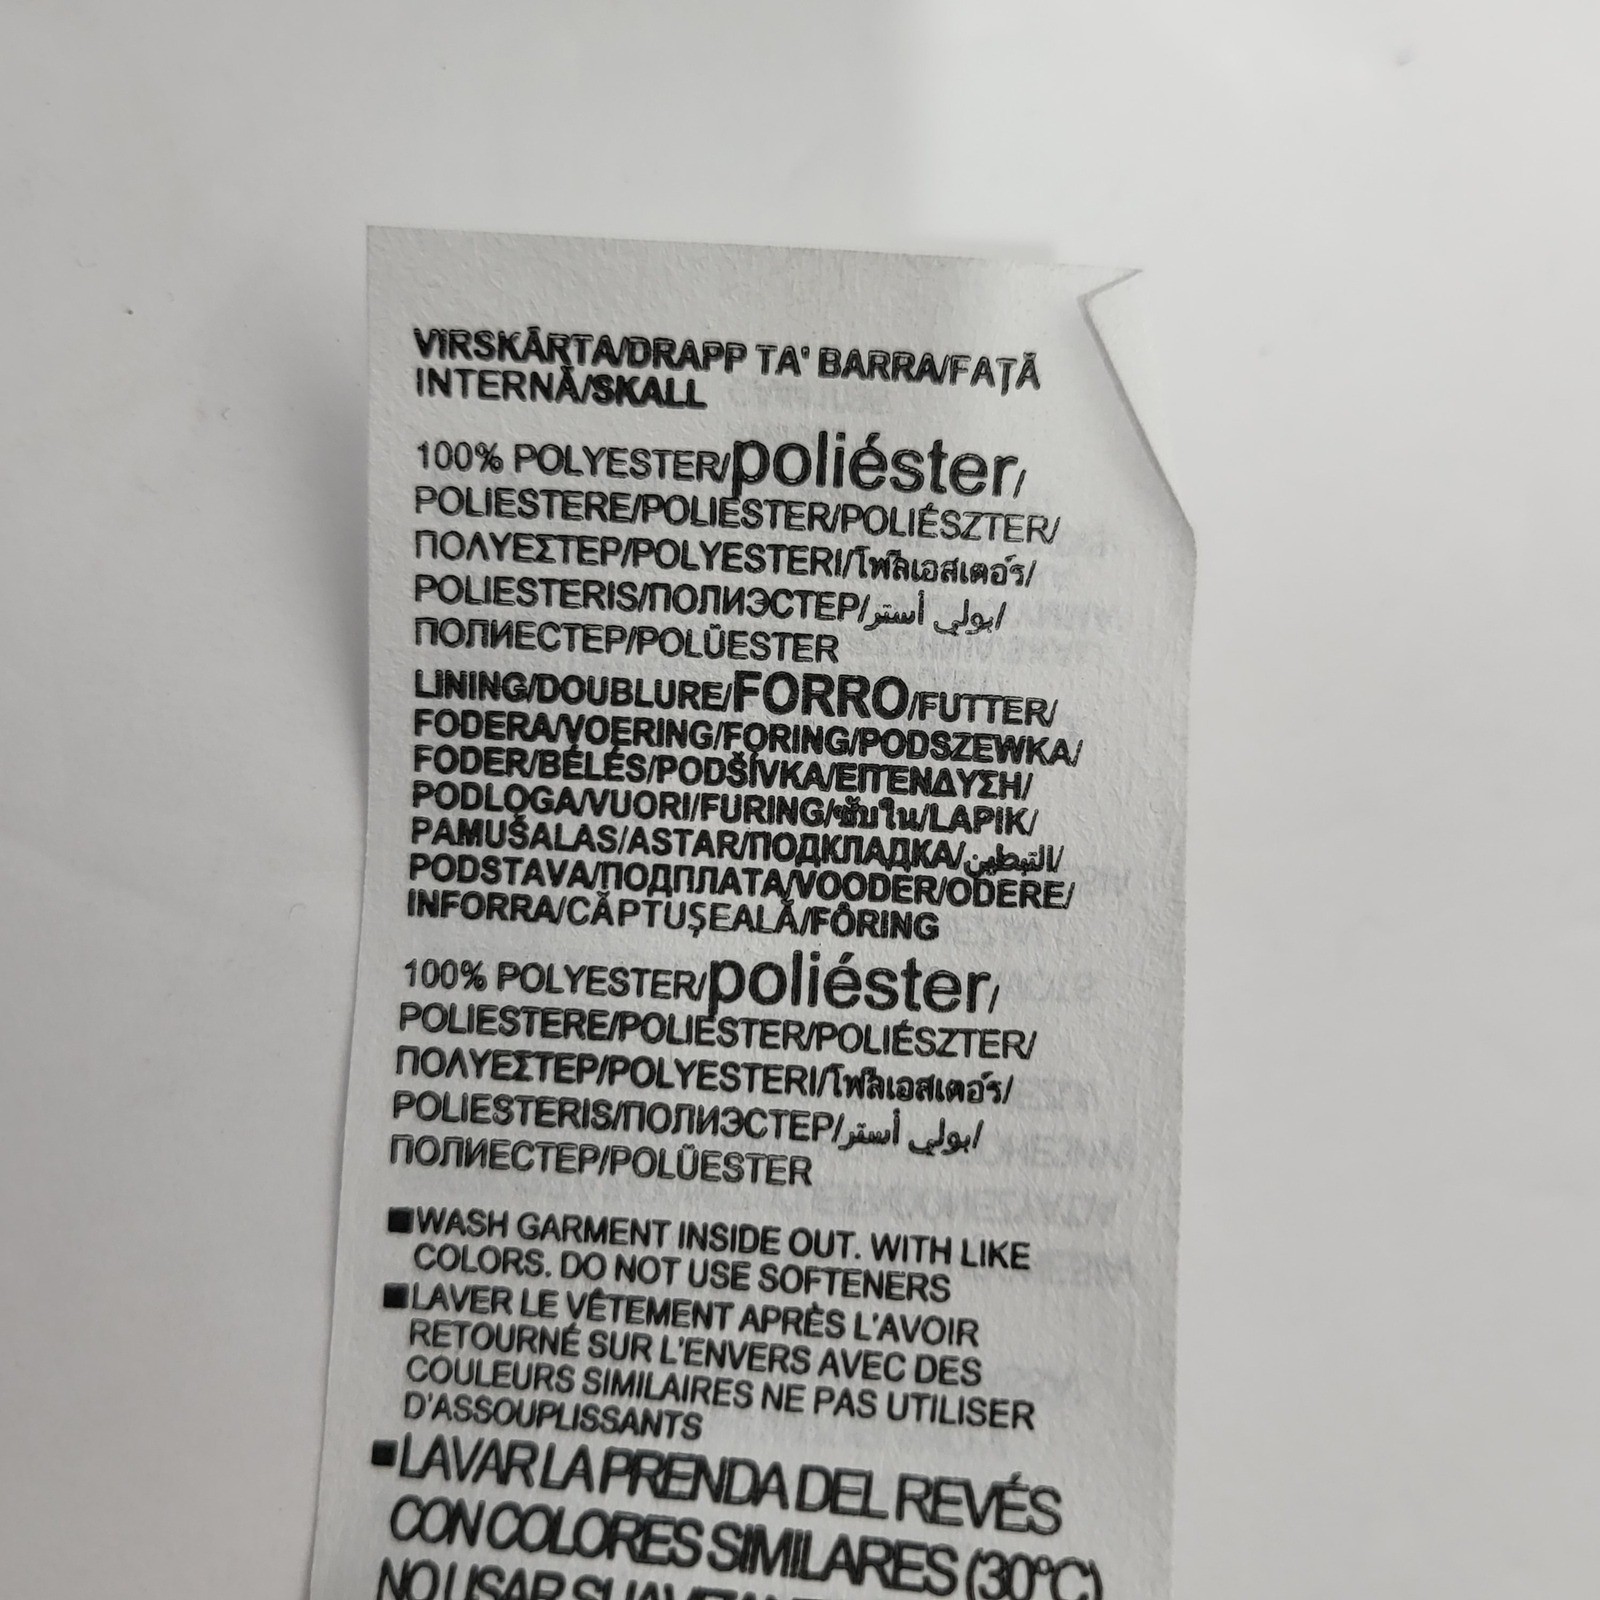 VIRSKĀRTA/DRAPP TA' BARRA/FAȚĂ
INTERNĂ/SKALL
100% POLYESTER/poliéster/
POLIESTERE/POLIESTER/POLIÉSZTER/
ΠΟΛΥΕΣΤΕΡ/POLYESTERI/โพลีเอสเตอร์/
POLIESTERIS/ПОЛИЭСТЕР/بولي أستر/
ПОЛИЕСТЕР/POLÜESTER
LINING/DOUBLURE/FORRO/FUTTER/
FODERA/VOERING/FORING/PODSZEWKA/
FODER/BÉLÉS/PODŠÍVKA/ΕΠΕΝΔΥΣΗ/
PODLOGA/VUORI/FURING/ซับใน/LAPIK/
PAMUŠALAS/ASTAR/ПОДКЛАДКА/التبطين/
PODSTAVA/ПОДПЛАТА/VOODER/ODERE/
INFORRA/CĂPTUȘEALĂ/FÔRING
100% POLYESTER/poliéster/
POLIESTERE/POLIESTER/POLIÉSZTER/
ΠΟΛΥΕΣΤΕΡ/POLYESTERI/โพลีเอสเตอร์/
POLIESTERIS/ПОЛИЭСТЕР/بولي أستر/
ПОЛИЕСТЕР/POLÜESTER
■WASH GARMENT INSIDE OUT. WITH LIKE
COLORS. DO NOT USE SOFTENERS
■LAVER LE VÊTEMENT APRÈS L'AVOIR
RETOURNÉ SUR L'ENVERS AVEC DES
COULEURS SIMILAIRES NE PAS UTILISER
D'ASSOUPLISSANTS
■LAVAR LA PRENDA DEL REVÉS
CON COLORES SIMILARES (30ºC)
NO USAR